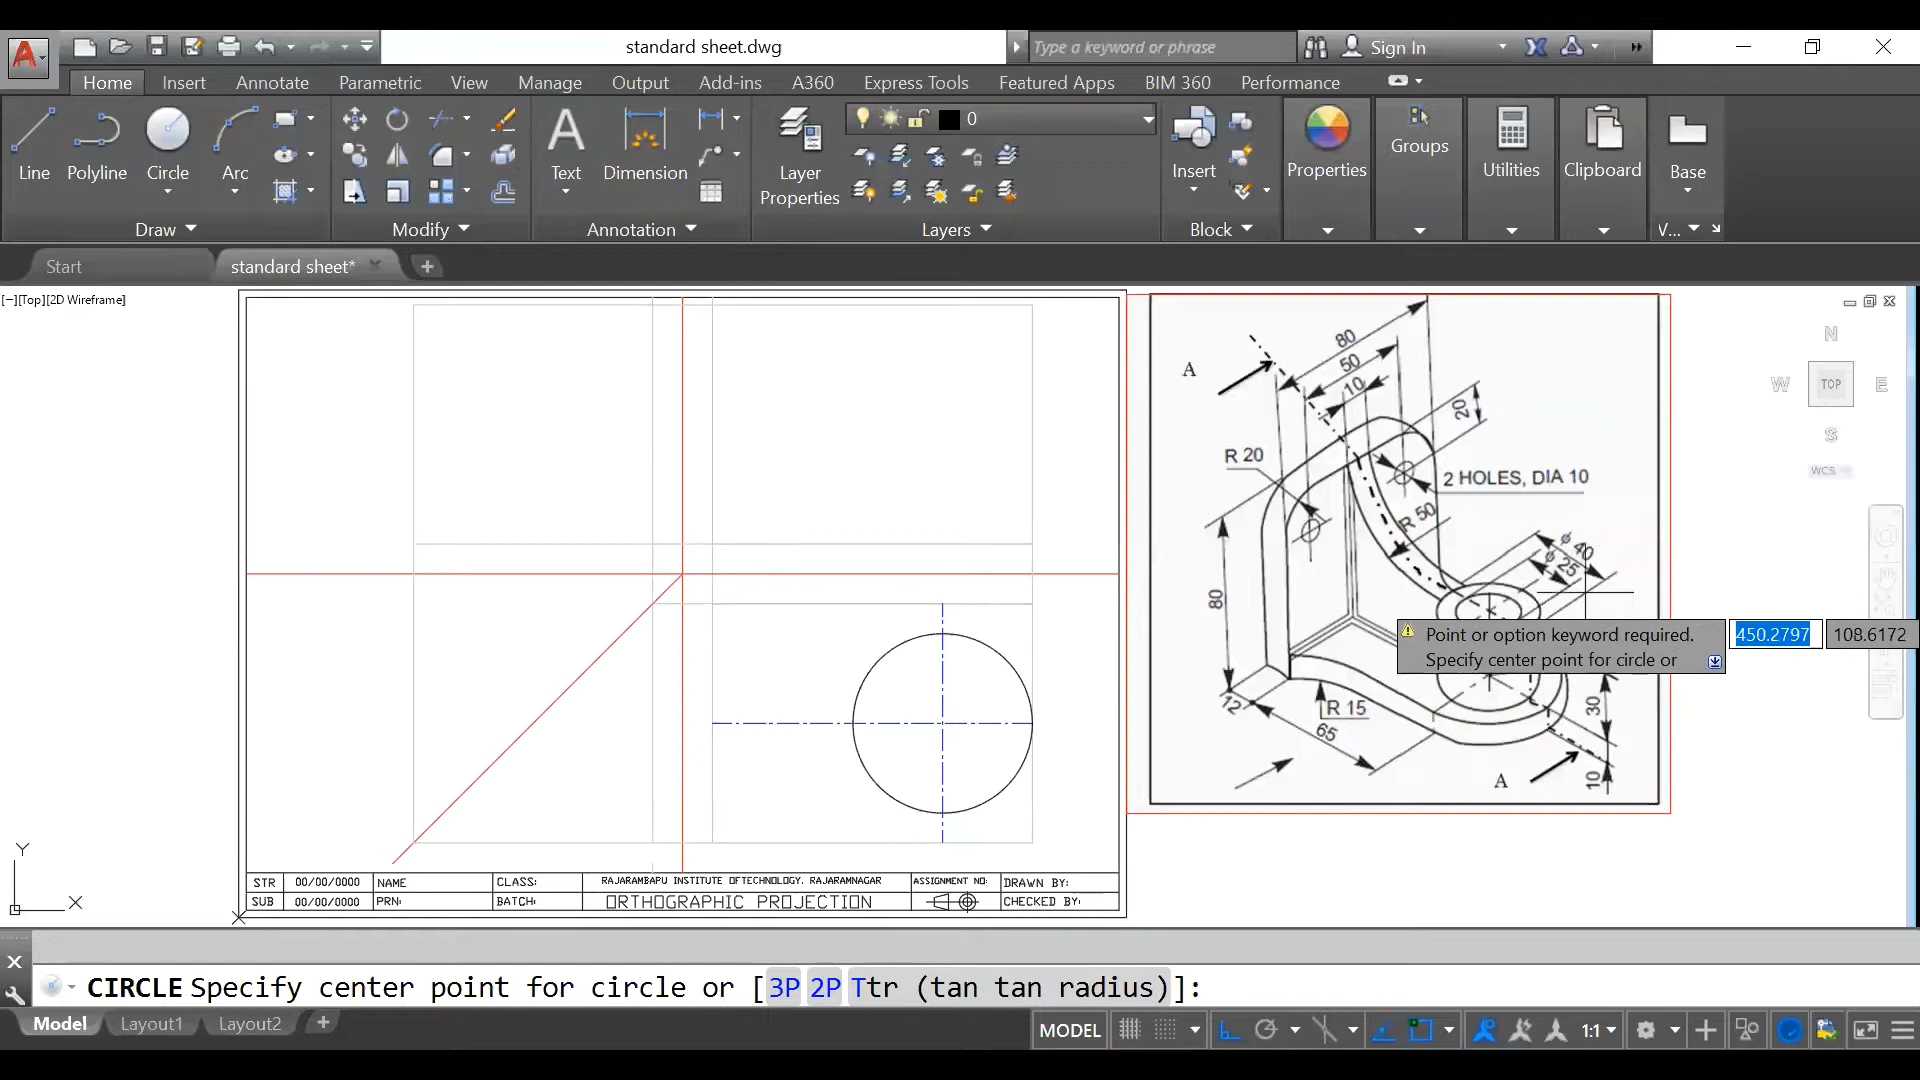 standard sheet.dwg
Type a keyword or phrase
Sign In
Home Insert Annotate Parametric View Manage Output Add-ins A360 Express Tools Featured Apps BIM 360 Performance
0
Line Polyline Circle Arc
Text Dimension
Layer
Properties
Insert
Properties
Groups
Utilities
Clipboard
Base
Draw
Modify
Annotation
Layers
Block
V...
Start
standard sheet*
[−][Top][2D Wireframe]
N
W TOP E
S
WCS
A
80
50
10
20
R 20
2 HOLES, DIA 10
R 50
ϕ 40
ϕ 25
80
12
R 15
65
30
10
A
Point or option keyword required.
Specify center point for circle or
450.2797
108.6172
Y
X
STR 00/00/0000 NAME CLASS: RAJARAMBAPU INSTITUTE OFTECHNOLOGY, RAJARAMNAGAR ASSIGNMENT NO: DRAWN BY:
SUB 00/00/0000 PRN: BATCH: ORTHOGRAPHIC PROJECTION CHECKED BY:
CIRCLE Specify center point for circle or [3P 2P Ttr (tan tan radius)]:
Model Layout1 Layout2
MODEL
1:1